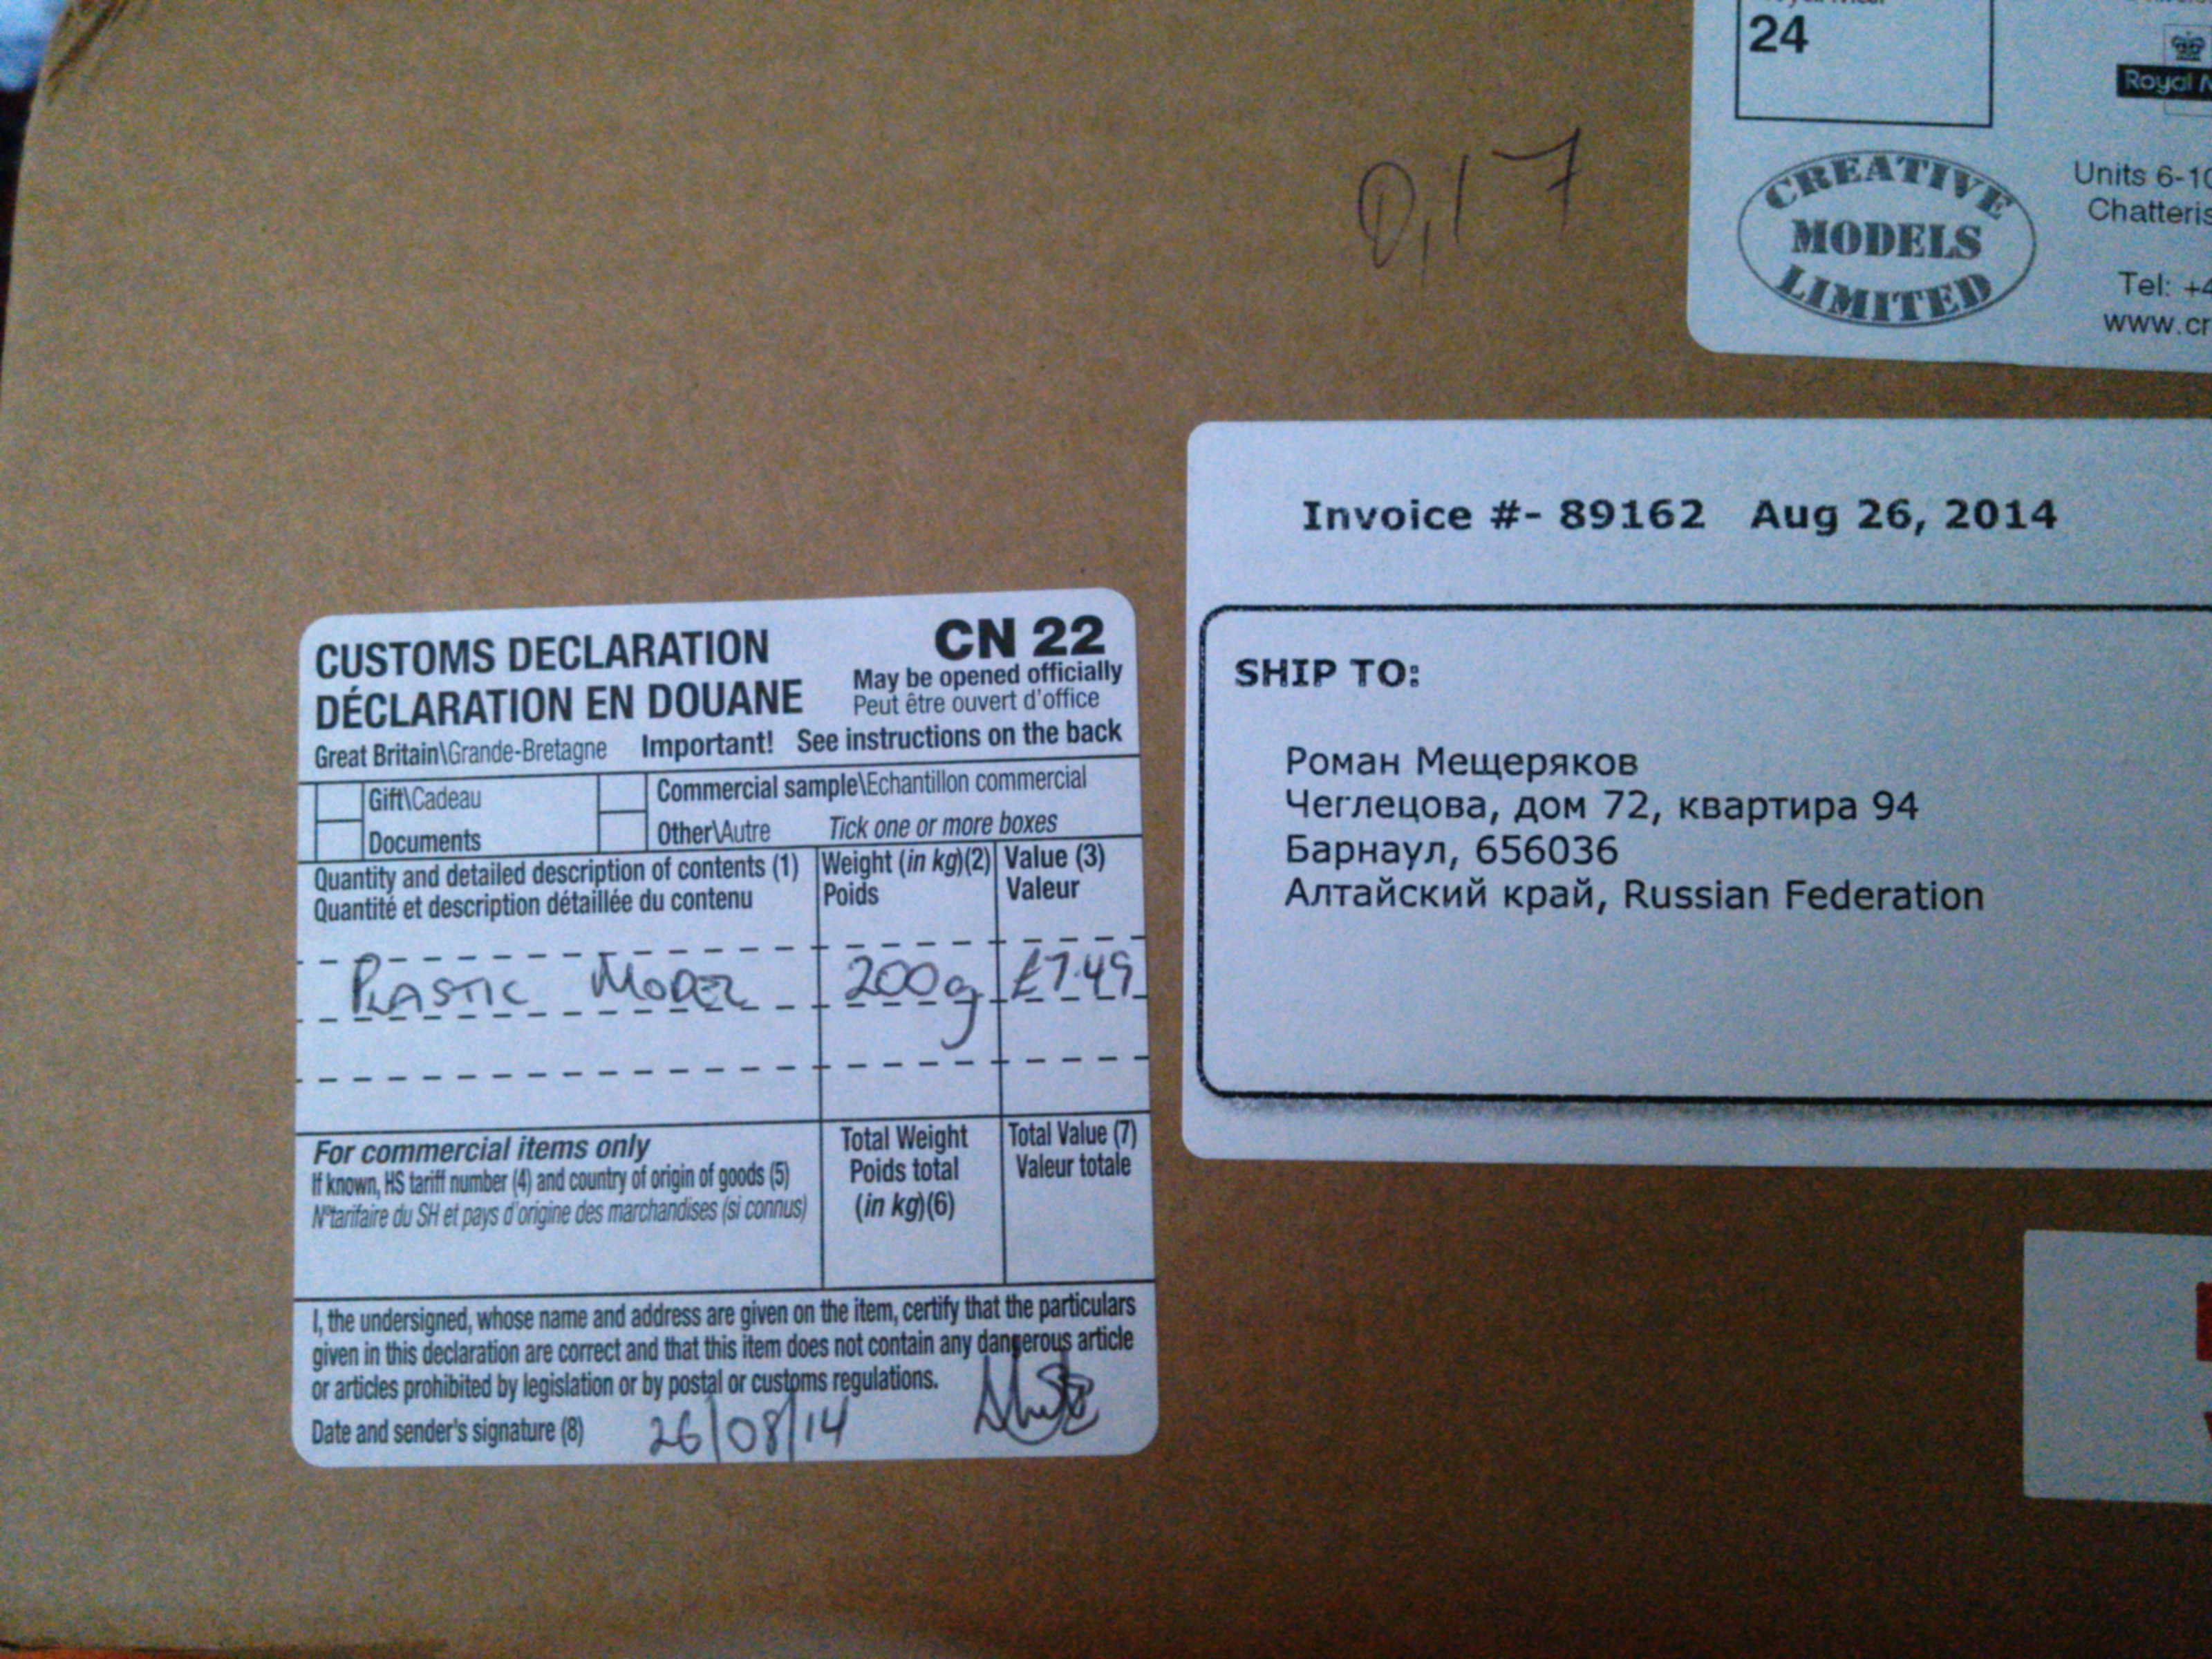 24
Royal
CREATIVE
MODELS
LIMITED
Units 6-10
Chatteris
Tel: +4
www.cr
0,17
Invoice #- 89162 Aug 26, 2014
SHIP TO:
Роман Мещеряков
Чеглецова, дом 72, квартира 94
Барнаул, 656036
Алтайский край, Russian Federation
CUSTOMS DECLARATION
DÉCLARATION EN DOUANE
CN 22
May be opened officially
Peut être ouvert d'office
Great Britain\Grande-Bretagne Important! See instructions on the back
Gift\Cadeau
Commercial sample\Echantillon commercial
Documents
Other\Autre Tick one or more boxes
Quantity and detailed description of contents (1)
Quantité et description détaillée du contenu
Weight (in kg)(2)
Poids
Value (3)
Valeur
PLASTIC MODEL 200g £7.49
For commercial items only
If known, HS tariff number (4) and country of origin of goods (5)
N°tarifaire du SH et pays d'origine des marchandises (si connus)
Total Weight
Poids total
(in kg)(6)
Total Value (7)
Valeur totale
I, the undersigned, whose name and address are given on the item, certify that the particulars
given in this declaration are correct and that this item does not contain any dangerous article
or articles prohibited by legislation or by postal or customs regulations.
Date and sender's signature (8) 26/08/14